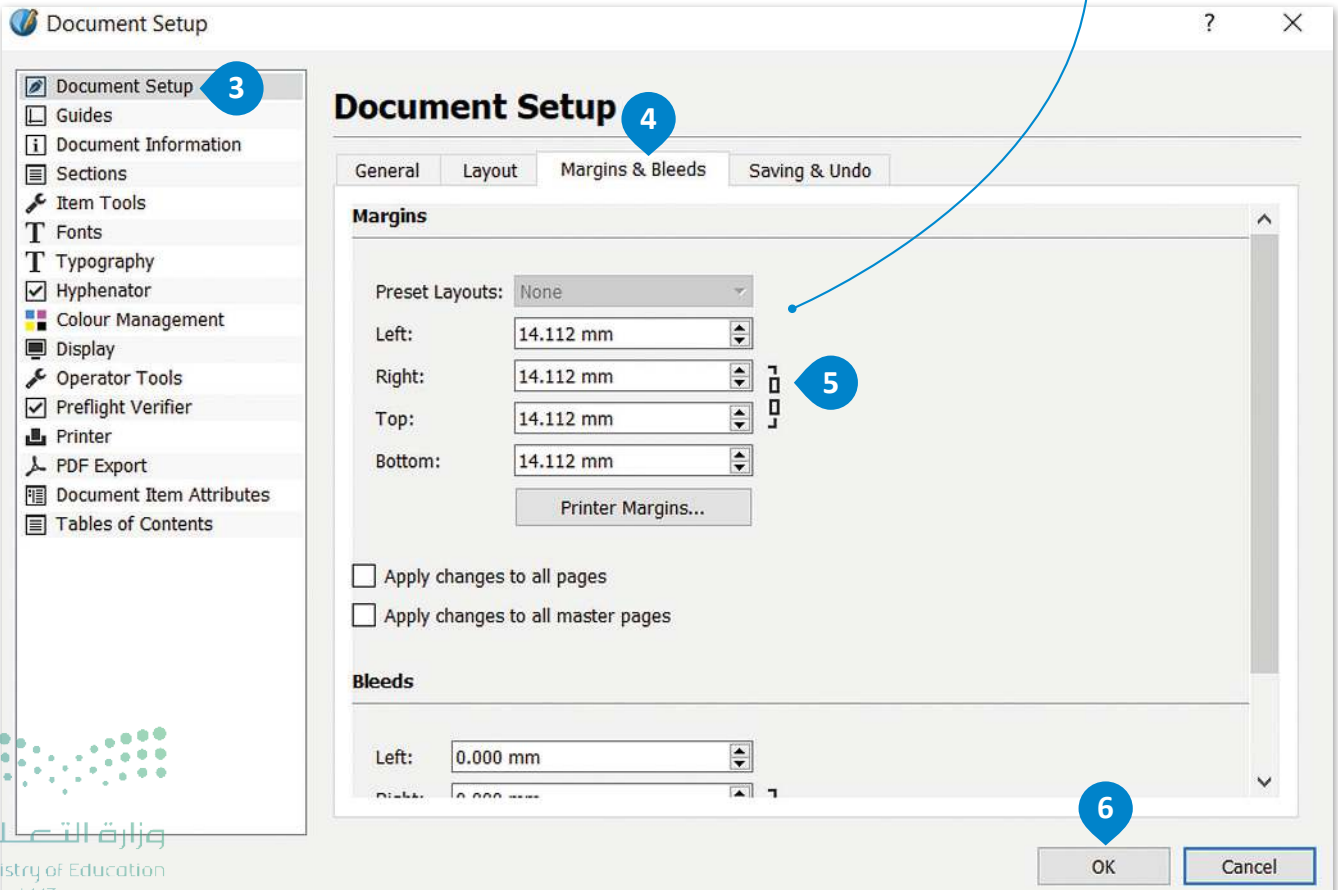 Document Setup
? ×
Document Setup 3
Guides
Document Information
Sections
Item Tools
Fonts
Typography
Hyphenator
Colour Management
Display
Operator Tools
Preflight Verifier
Printer
PDF Export
Document Item Attributes
Tables of Contents
Document Setup
4
General Layout Margins & Bleeds Saving & Undo
Margins
Preset Layouts: None
Left: 14.112 mm
Right: 14.112 mm
5
Top: 14.112 mm
Bottom: 14.112 mm
Printer Margins...
Apply changes to all pages
Apply changes to all master pages
Bleeds
Left: 0.000 mm
6
OK Cancel
وزارة
of Education